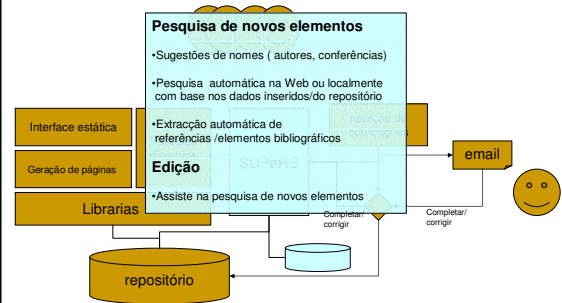 Pesquisa de novos elementos
•Sugestões de nomes ( autores, conferências)
•Pesquisa automática na Web ou localmente
com base nos dados inseridos/do repositório
•Extracção automática de
referências /elementos bibliográficos
Edição
•Assiste na pesquisa de novos elementos
Interface estática
Geração de páginas
Librarias
SUPeRB
email
Completar/
corrigir
Completar/
corrigir
repositório